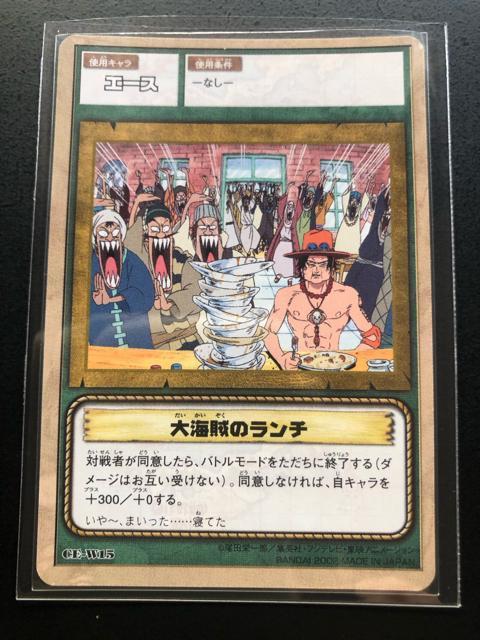 使用キャラ
エース
使用条件
―なし―
大海賊のランチ
対戦者が同意したら、バトルモードをただちに終了する(ダ
メージはお互い受けない)。同意しなければ、自キャラを
+300/+0する。
いや~、まいった……寝てた
©尾田栄一郎/集英社・フジテレビ・東映アニメーション
CE-W15
BANDAI 2002 MADE IN JAPAN